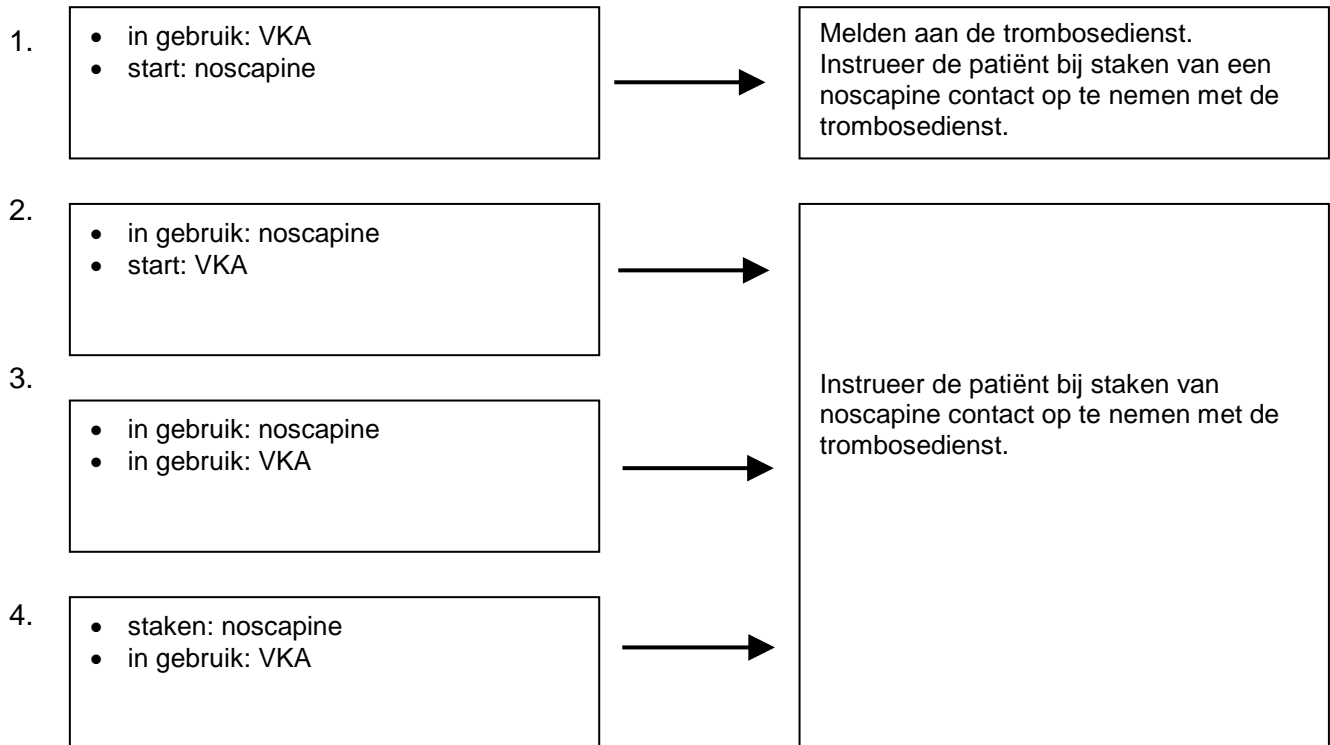 1.
• in gebruik: VKA
• start: noscapine
Melden aan de trombosedienst.
Instrueer de patiënt bij staken van een
noscapine contact op te nemen met de
trombosedienst.
2.
• in gebruik: noscapine
• start: VKA
3.
• in gebruik: noscapine
• in gebruik: VKA
Instrueer de patiënt bij staken van
noscapine contact op te nemen met de
trombosedienst.
4.
• staken: noscapine
• in gebruik: VKA